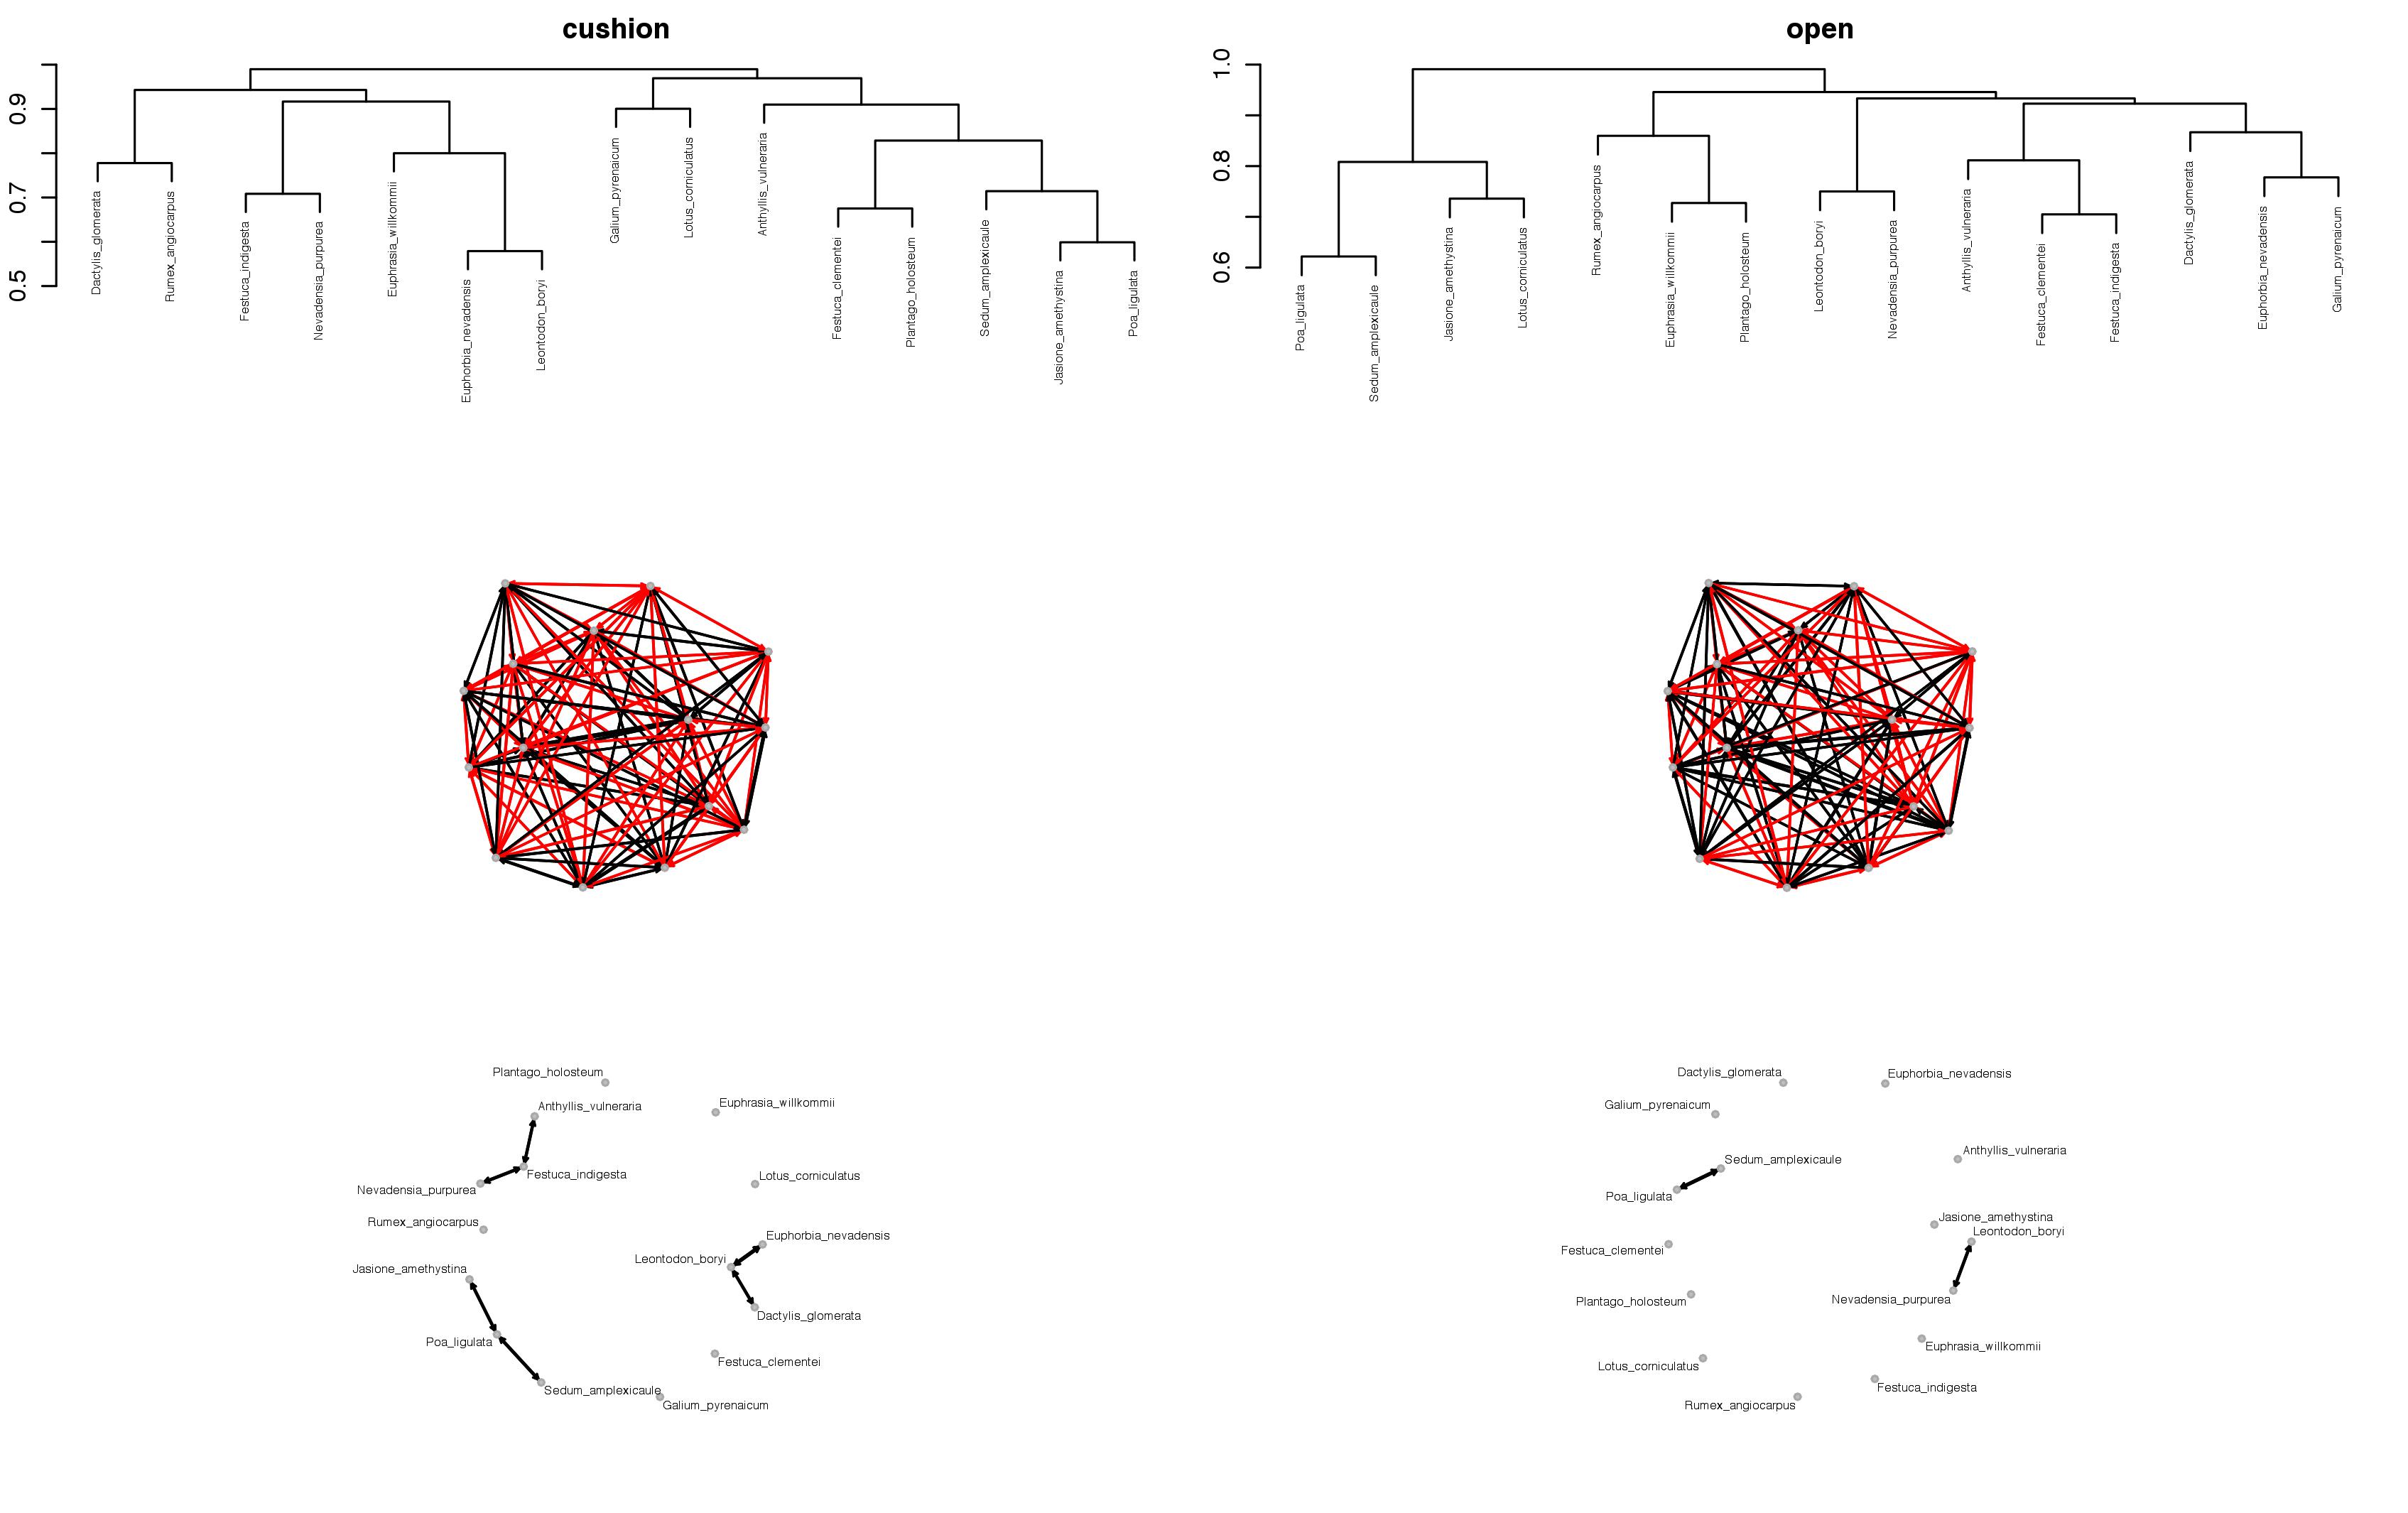 cushion
0.9
0.7
0.5
Dactylis_glomerata
Rumex_angiocarpus
Festuca_indigesta
Nevadensia_purpurea
Euphrasia_willkommii
Euphorbia_nevadensis
Leontodon_boryi
Galium_pyrenaicum
Lotus_corniculatus
Anthyllis_vulneraria
Festuca_clementei
Plantago_holosteum
Sedum_amplexicaule
Jasione_amethystina
Poa_ligulata
open
1.0
0.8
0.6
Poa_ligulata
Sedum_amplexicaule
Jasione_amethystina
Lotus_corniculatus
Rumex_angiocarpus
Euphrasia_willkommii
Plantago_holosteum
Leontodon_boryi
Nevadensia_purpurea
Anthyllis_vulneraria
Festuca_clementei
Festuca_indigesta
Dactylis_glomerata
Euphorbia_nevadensis
Galium_pyrenaicum
Plantago_holosteum
Anthyllis_vulneraria
Euphrasia_willkommii
Festuca_indigesta
Lotus_corniculatus
Nevadensia_purpurea
Rumex_angiocarpus
Euphorbia_nevadensis
Leontodon_boryi
Jasione_amethystina
Dactylis_glomerata
Poa_ligulata
Festuca_clementei
Sedum_amplexicaule
Galium_pyrenaicum
Dactylis_glomerata
Euphorbia_nevadensis
Galium_pyrenaicum
Anthyllis_vulneraria
Sedum_amplexicaule
Poa_ligulata
Jasione_amethystina
Leontodon_boryi
Festuca_clementei
Plantago_holosteum
Nevadensia_purpurea
Euphrasia_willkommii
Lotus_corniculatus
Festuca_indigesta
Rumex_angiocarpus